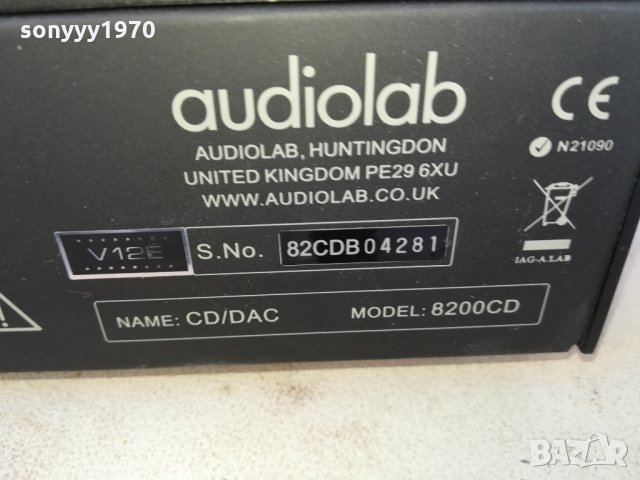 sonyyy1970
audiolab
AUDIOLAB, HUNTINGDON
UNITED KINGDOM PE29 6XU
WWW.AUDIOLAB.CO.UK
CE
N21090
IAG-A.LAB
V12E
S.No. 82CDB04281
NAME: CD/DAC MODEL: 8200CD
BAZAR